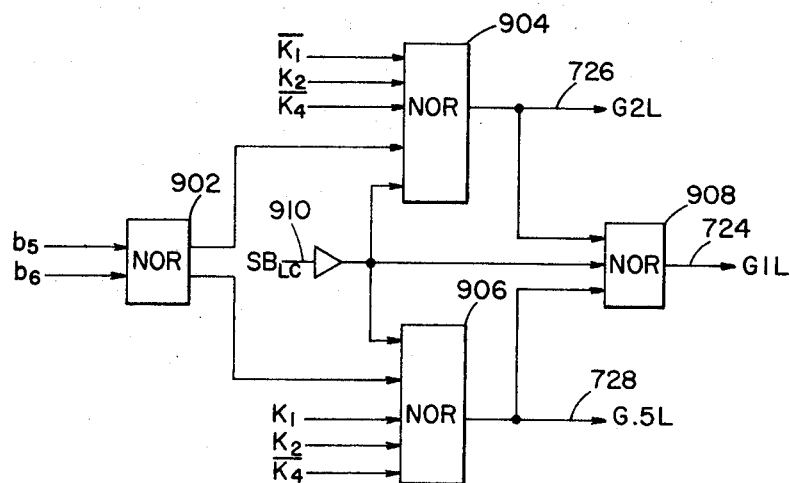 904
K̅₁
K₂
K̅₄
NOR
726
G2L
902
b₅
b₆
NOR
910
SB_LC
908
724
NOR
G1L
906
NOR
728
G.5L
K₁
K₂
K̅₄